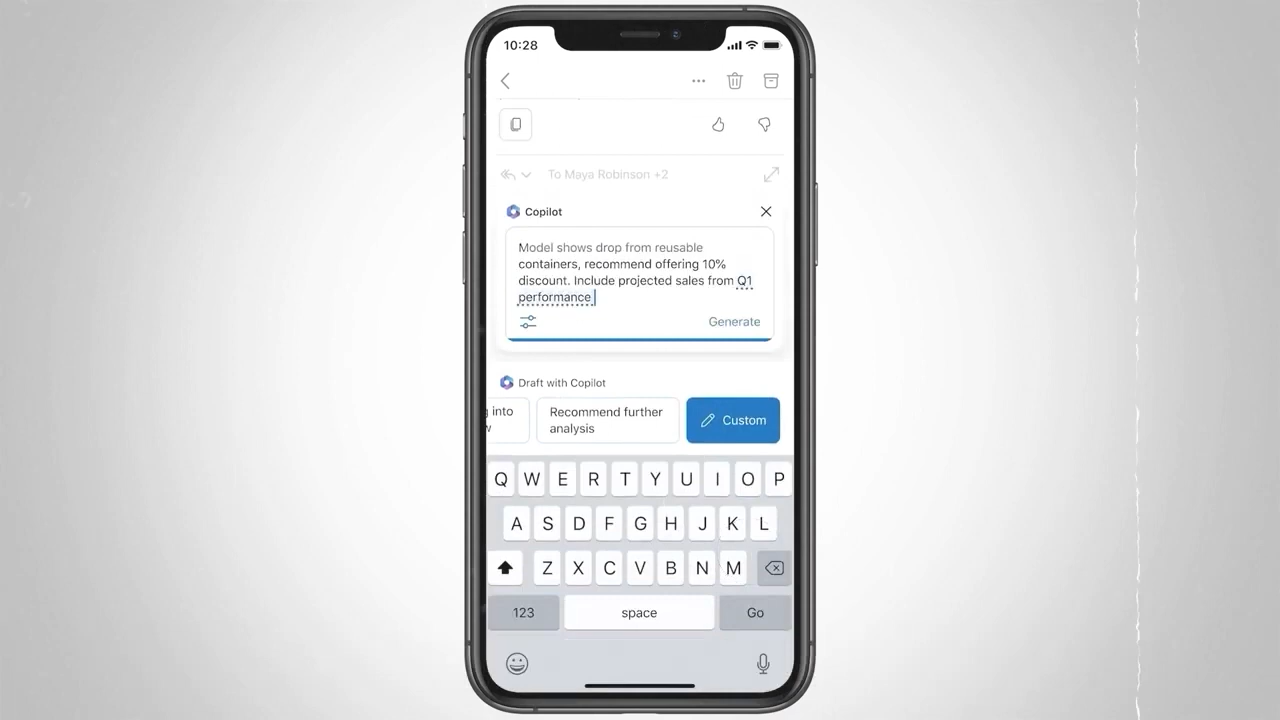 10:28
To Maya Robinson +2
Copilot
Model shows drop from reusable
containers, recommend offering 10%
discount. Include projected sales from Q1
performance
Generate
Draft with Copilot
into
Recommend further
analysis
Custom
Q W E R T Y U I O P
A S D F G H J K L
Z X C V B N M
123 space Go